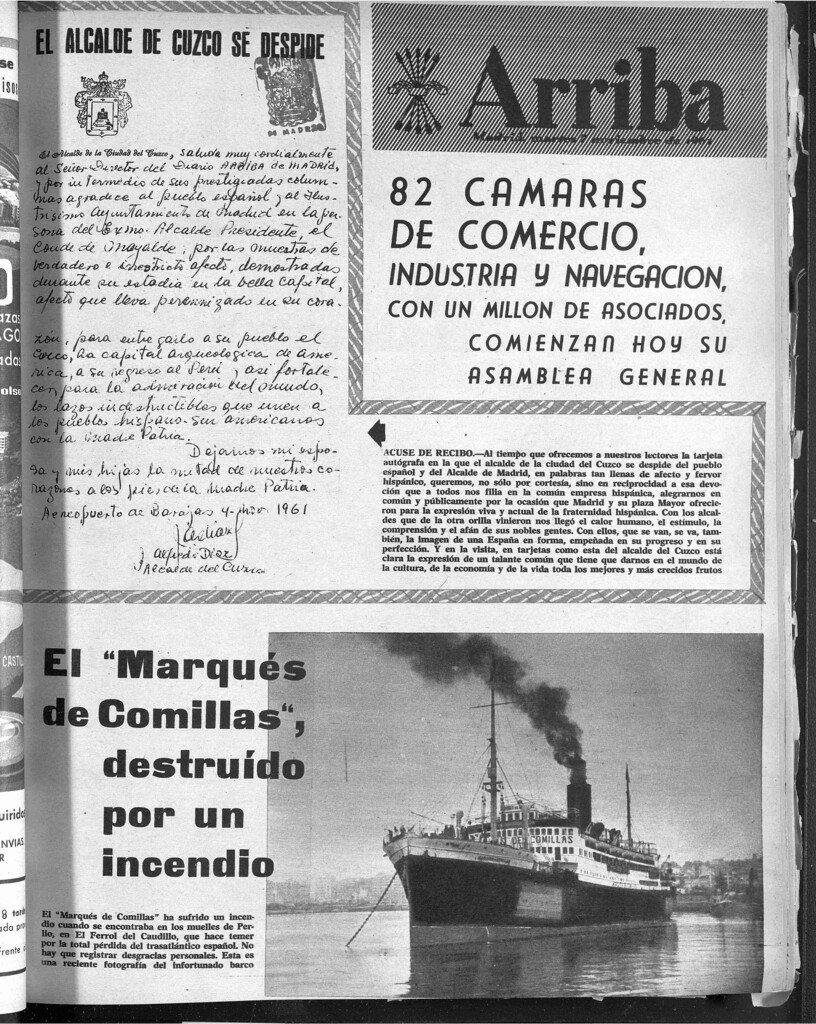 EL ALCALDE DE CUZCO SE DESPIDE
DE MADRID
El Alcalde de la Ciudad del Cuzco, saluda muy cordialmente
al Señor Director del Diario ARRIBA de MADRID,
y por intermedio de sus prestigiadas colum-
nas agradece al pueblo español y al Ilus-
trísimo Ayuntamiento de Madrid en la per-
sona del Exmo. Alcalde Presidente, el
Conde de Mayalde, por las muestras de
verdadero e irrestricto afecto, demostradas
durante su estadía en la bella Capital,
afecto que lleva perennizado en su cora-
zón, para entregarlo a su pueblo el
Cuzco, la capital arqueologica de ame-
rica, a su regreso al Perú y asi fortale-
cer, para la admiración del mundo,
los lazos indestructibles que unen a
los pueblos hispano-sur americanos
con la Madre Patria.
Dejamos mi espo-
sa y mis hijas la mitad de nuestros co-
razones a los pies de la Madre Patria.
Aereopuerto de Barajas 4-nov. 1961
Alfredo Diaz
Alcalde del Cuzco
Arriba
Madrid, martes 7 noviembre de 1961
82 CAMARAS
DE COMERCIO,
INDUSTRIA Y NAVEGACION,
CON UN MILLON DE ASOCIADOS,
COMIENZAN HOY SU
ASAMBLEA GENERAL
ACUSE DE RECIBO.—Al tiempo que ofrecemos a nuestros lectores la tarjeta
autógrafa en la que el alcalde de la ciudad del Cuzco se despide del pueblo
español y del Alcalde de Madrid, en palabras tan llenas de afecto y fervor
hispánico, queremos, no sólo por cortesía, sino en reciprocidad a esa devo-
ción que a todos nos filia en la común empresa hispánica, alegrarnos en
común y públicamente por la ocasión que Madrid y su plaza Mayor ofrecie-
ron para la expresión viva y actual de la fraternidad hispánica. Con los alcal-
des que de la otra orilla vinieron nos llegó el calor humano, el estímulo, la
comprensión y el afán de sus nobles gentes. Con ellos, que se van, se va, tam-
bién, la imagen de una España en forma, empeñada en su progreso y en su
perfección. Y en la visita, en tarjetas como esta del alcalde del Cuzco está
clara la expresión de un talante común que tiene que darnos en el mundo de
la cultura, de la economía y de la vida toda los mejores y más crecidos frutos
El "Marqués
de Comillas",
destruído
por un
incendio
El "Marqués de Comillas" ha sufrido un incen-
dio cuando se encontraba en los muelles de Per-
llo, en El Ferrol del Caudillo, que hace temer
por la total pérdida del trasatlántico español. No
hay que registrar desgracias personales. Esta es
una reciente fotografía del infortunado barco
DE COMILLAS